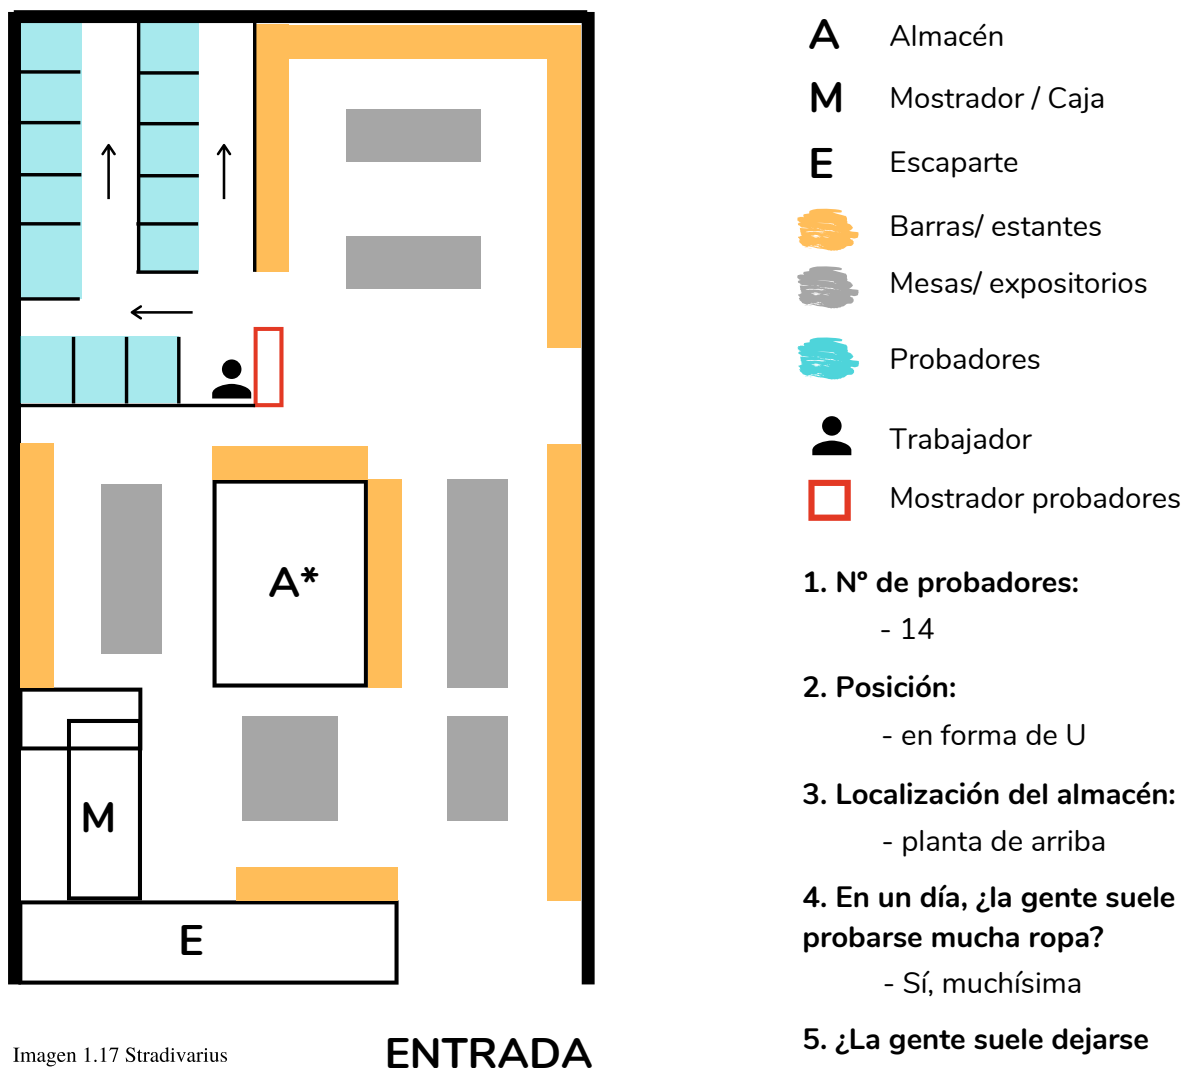 A Almacén
M Mostrador / Caja
E Escaparte
Barras/ estantes
Mesas/ expositorios
Probadores
Trabajador
Mostrador probadores
A*
M
E
ENTRADA
Imagen 1.17 Stradivarius
1. Nº de probadores:
- 14
2. Posición:
- en forma de U
3. Localización del almacén:
- planta de arriba
4. En un día, ¿la gente suele
probarse mucha ropa?
- Sí, muchísima
5. ¿La gente suele dejarse